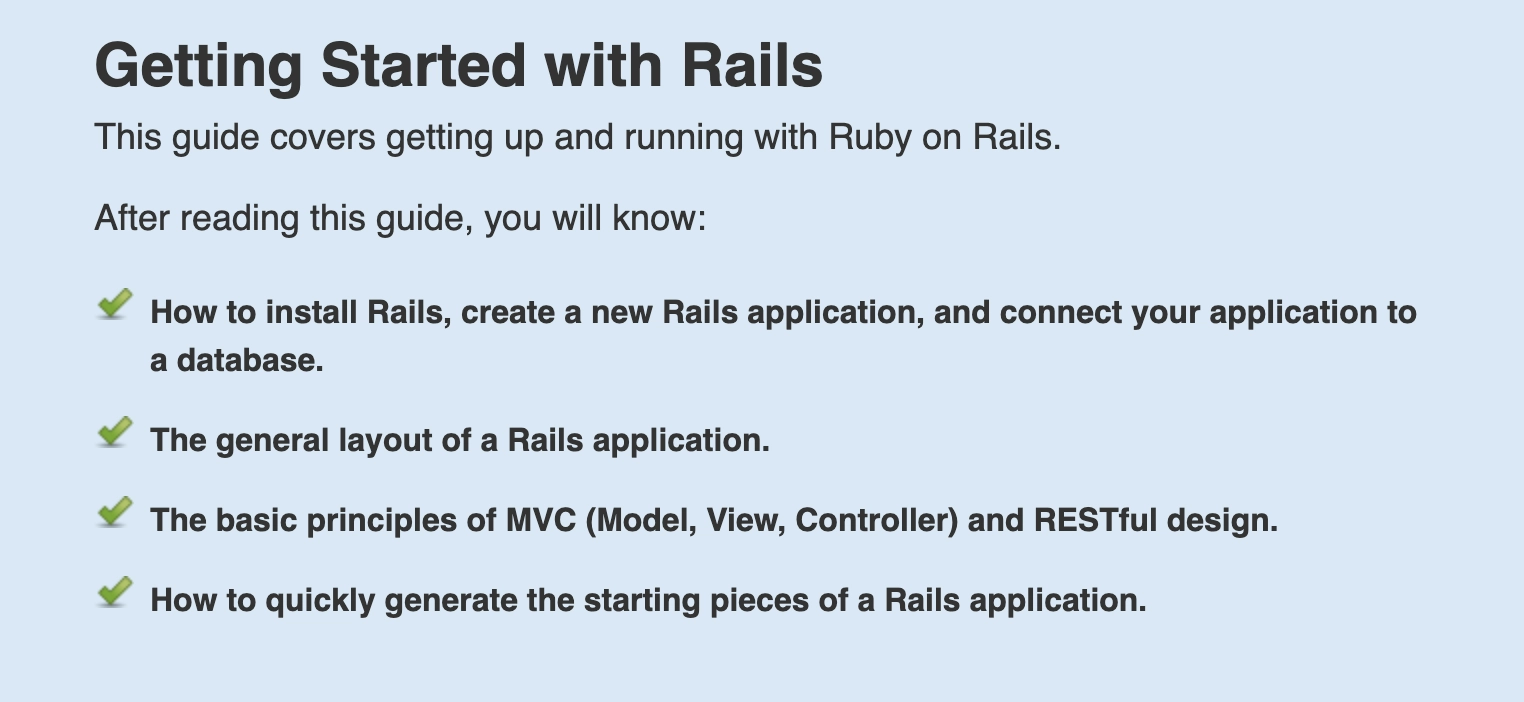 Getting Started with Rails
This guide covers getting up and running with Ruby on Rails.
After reading this guide, you will know:
How to install Rails, create a new Rails application, and connect your application to
a database.
The general layout of a Rails application.
The basic principles of MVC (Model, View, Controller) and RESTful design.
How to quickly generate the starting pieces of a Rails application.